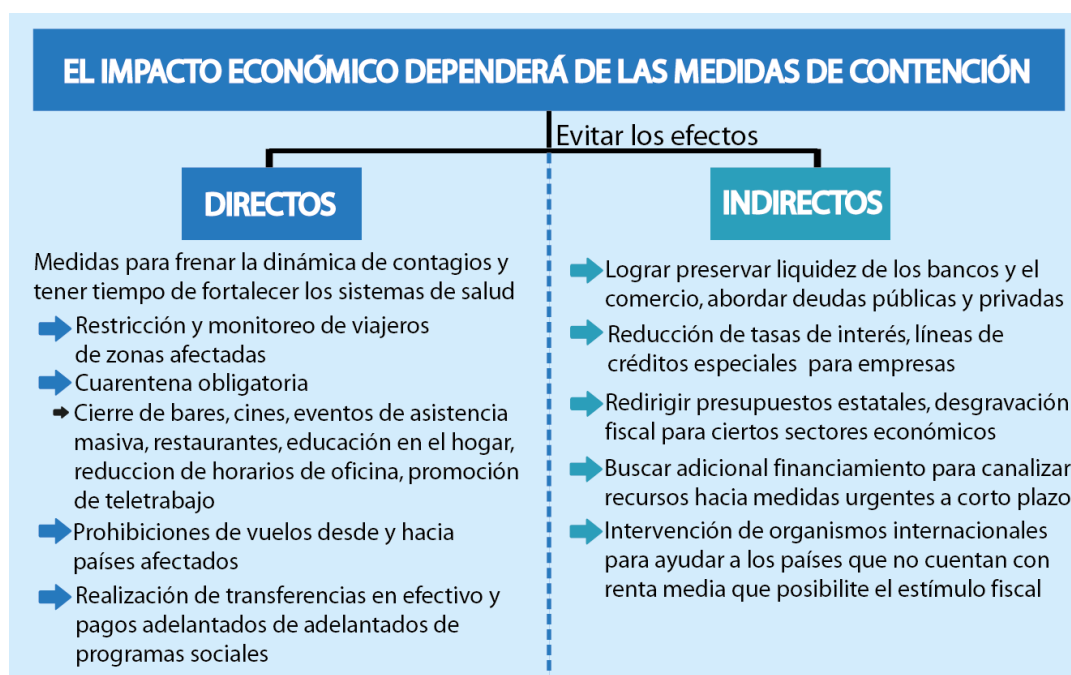 EL IMPACTO ECONÓMICO DEPENDERÁ DE LAS MEDIDAS DE CONTENCIÓN
Evitar los efectos
DIRECTOS
Medidas para frenar la dinámica de contagios y
tener tiempo de fortalecer los sistemas de salud
Restricción y monitoreo de viajeros
de zonas afectadas
Cuarentena obligatoria
Cierre de bares, cines, eventos de asistencia
masiva, restaurantes, educación en el hogar,
reduccion de horarios de oficina, promoción
de teletrabajo
Prohibiciones de vuelos desde y hacia
países afectados
Realización de transferencias en efectivo y
pagos adelantados de adelantados de
programas sociales
INDIRECTOS
Lograr preservar liquidez de los bancos y el
comercio, abordar deudas públicas y privadas
Reducción de tasas de interés, líneas de
créditos especiales para empresas
Redirigir presupuestos estatales, desgravación
fiscal para ciertos sectores económicos
Buscar adicional financiamiento para canalizar
recursos hacia medidas urgentes a corto plazo
Intervención de organismos internacionales
para ayudar a los países que no cuentan con
renta media que posibilite el estímulo fiscal